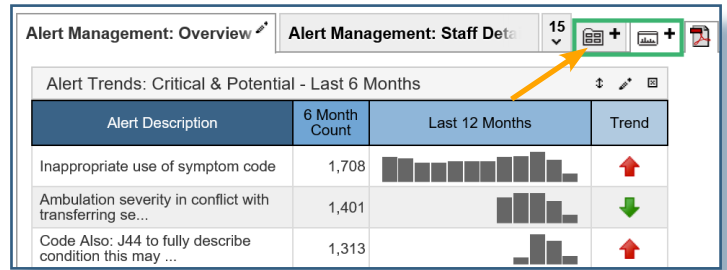 Alert Management: Overview
Alert Management: Staff Deta
15
+
+
Alert Trends: Critical & Potential - Last 6 Months
Alert Description
6 Month
Count
Last 12 Months
Trend
Inappropriate use of symptom code
1,708
Ambulation severity in conflict with
transferring se...
1,401
Code Also: J44 to fully describe
condition this may ...
1,313